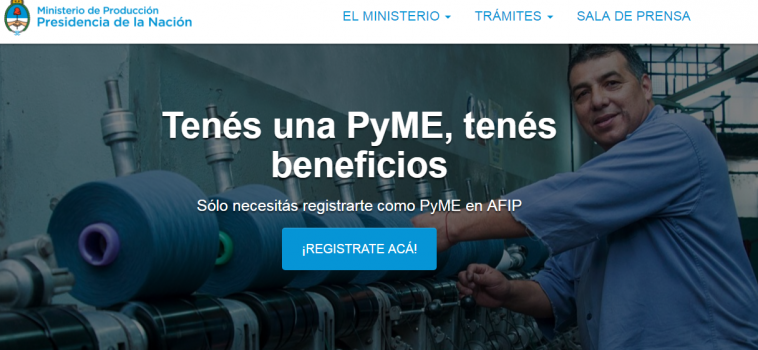 Ministerio de Producción
Presidencia de la Nación
EL MINISTERIO
TRÁMITES
SALA DE PRENSA
Tenés una PyME, tenés
beneficios
Sólo necesitás registrarte como PyME en AFIP
¡REGISTRATE ACÁ!